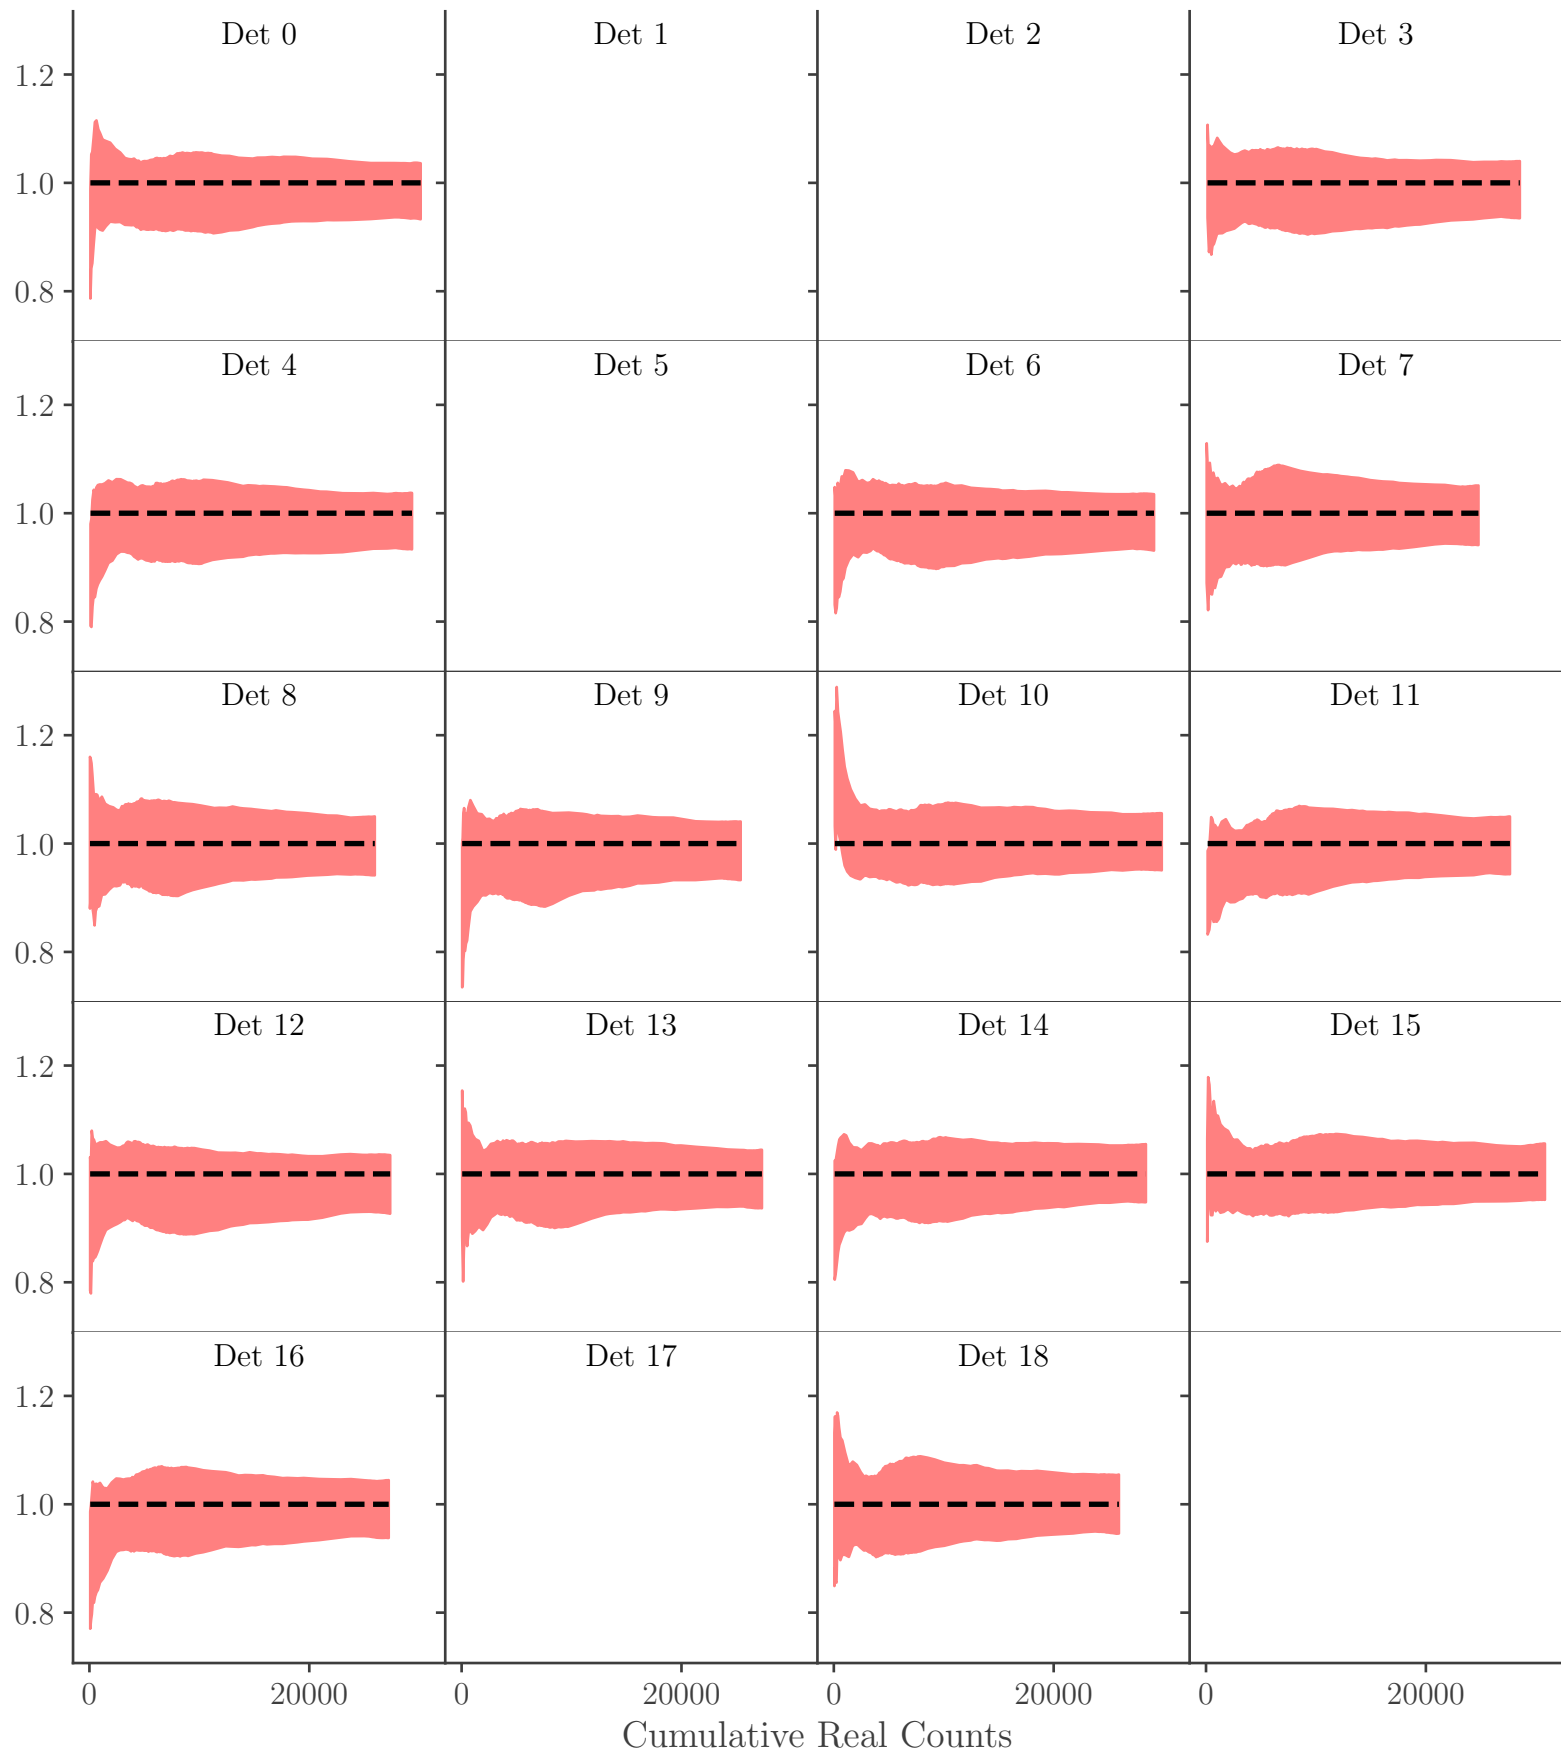 Det 0 Det 1 Det 2 Det 3
1.2
1.0
0.8
Det 4 Det 5 Det 6 Det 7
1.2
1.0
0.8
Det 8 Det 9 Det 10 Det 11
1.2
1.0
0.8
Det 12 Det 13 Det 14 Det 15
1.2
1.0
0.8
Det 16 Det 17 Det 18
1.2
1.0
0.8
0 20000 0 20000 0 20000 0 20000
Cumulative Real Counts